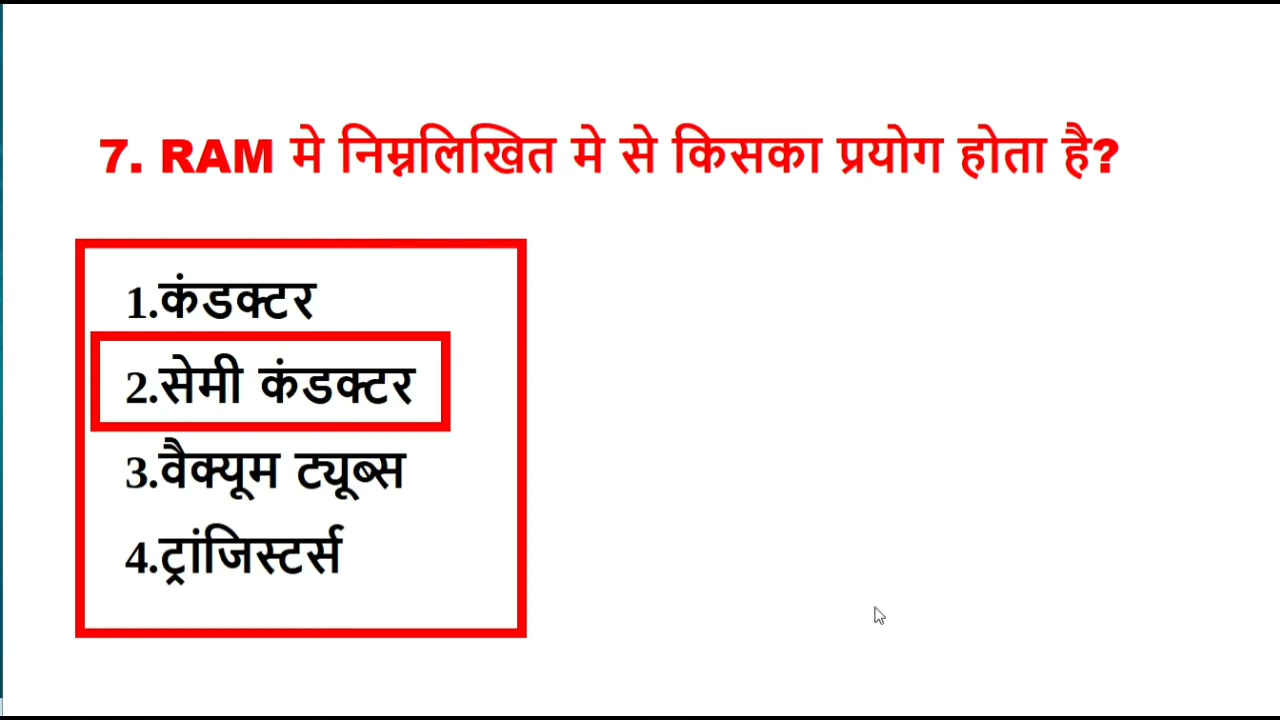 7. RAM मे निम्नलिखित मे से किसका प्रयोग होता है?
1.कंडक्टर
2.सेमी कंडक्टर
3.वैक्यूम ट्यूब्स
4.ट्रांजिस्टर्स